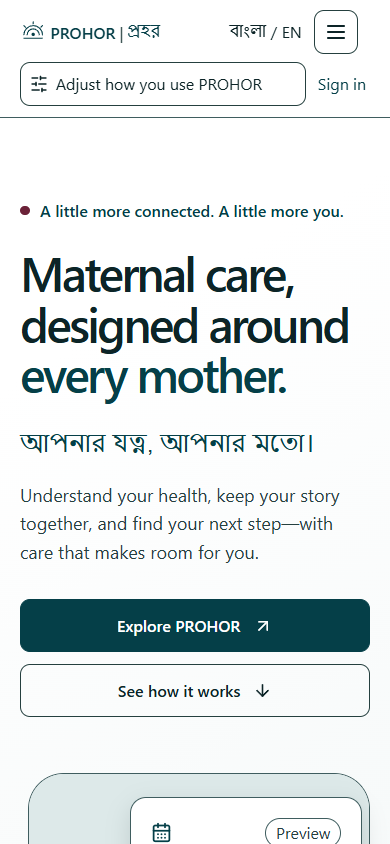 PROHOR | প্রহর
বাংলা / EN
Adjust how you use PROHOR
Sign in
A little more connected. A little more you.
Maternal care,
designed around
every mother.
আপনার যত্ন, আপনার মতো।
Understand your health, keep your story
together, and find your next step—with
care that makes room for you.
Explore PROHOR
See how it works
Preview